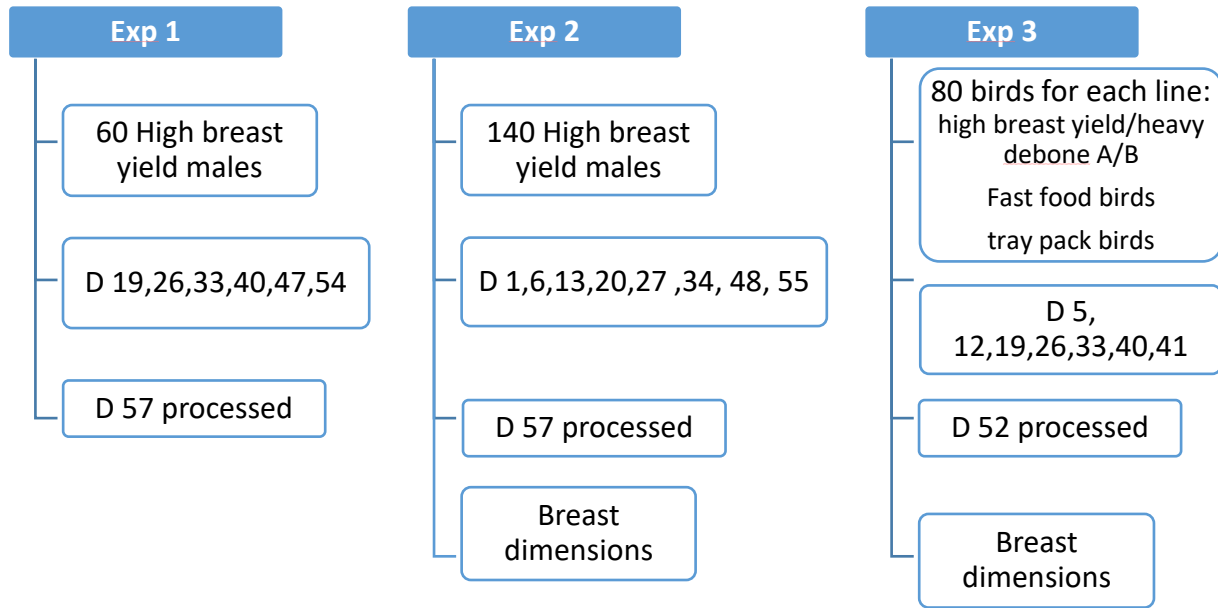 Exp 1
60 High breast
yield males
D 19,26,33,40,47,54
D 57 processed
Exp 2
140 High breast
yield males
D 1,6,13,20,27 ,34, 48, 55
D 57 processed
Breast
dimensions
Exp 3
80 birds for each line:
high breast yield/heavy
debone A/B
Fast food birds
tray pack birds
D 5,
12,19,26,33,40,41
D 52 processed
Breast
dimensions